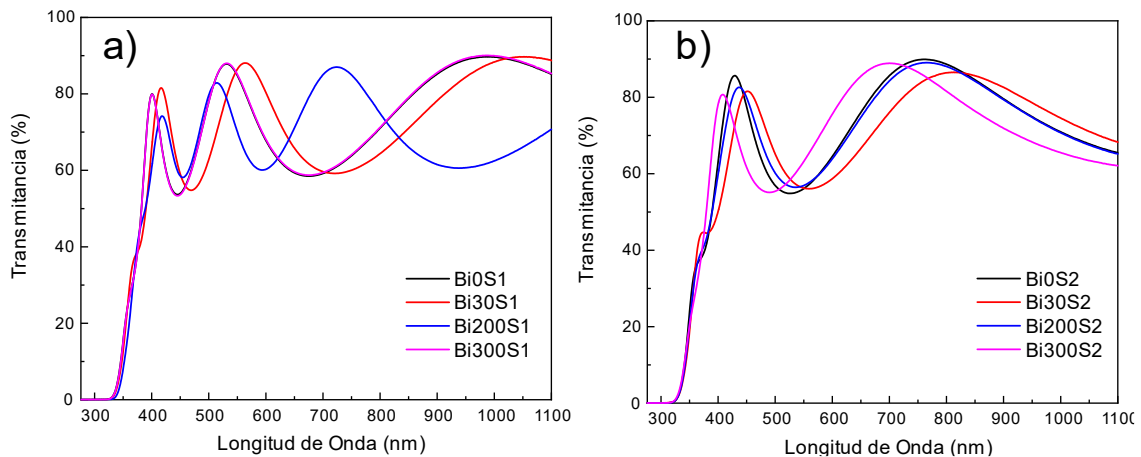 a)
100
80
60
40
20
0
Transmitancia (%)
300 400 500 600 700 800 900 1000 1100
Longitud de Onda (nm)
Bi0S1
Bi30S1
Bi200S1
Bi300S1
b)
100
80
60
40
20
0
Transmitancia (%)
300 400 500 600 700 800 900 1000 1100
Longitud de Onda (nm)
Bi0S2
Bi30S2
Bi200S2
Bi300S2